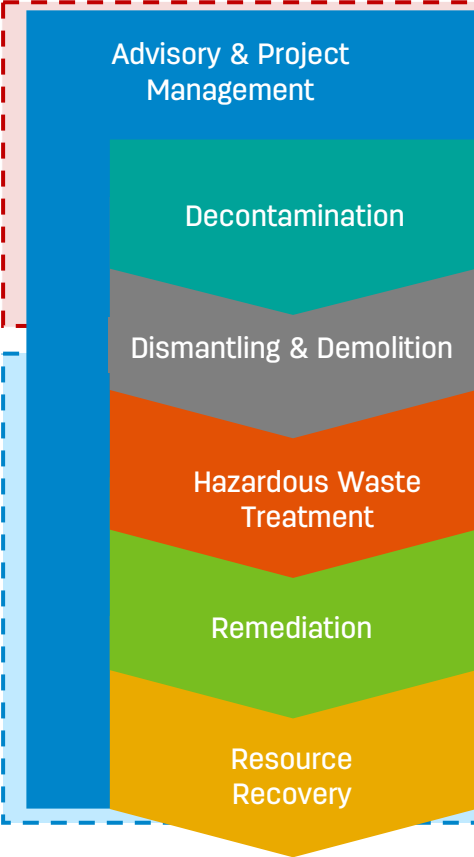 Advisory & Project
Management
Decontamination
Dismantling & Demolition
Hazardous Waste
Treatment
Remediation
Resource
Recovery